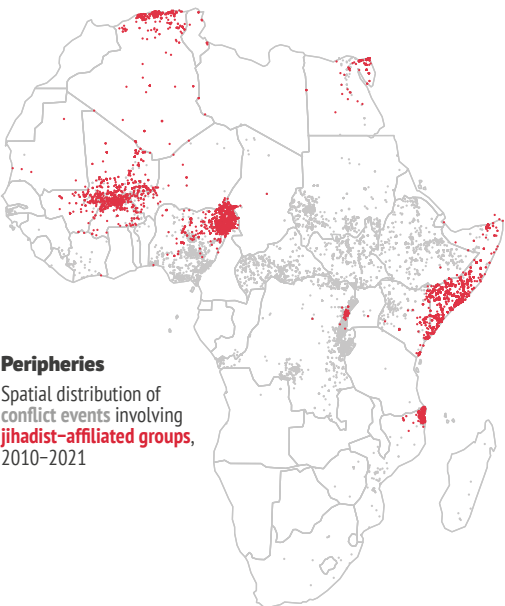 Peripheries
Spatial distribution of
conflict events involving
jihadist–affiliated groups,
2010–2021